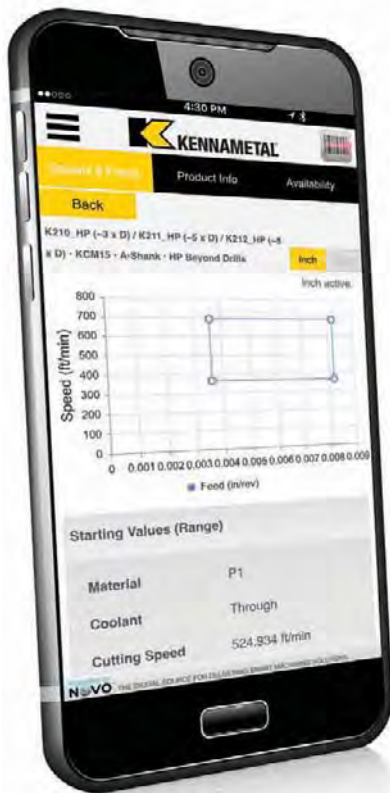 4:30 PM
KENNAMETAL
Speeds & Feeds Product Info Availability
Back
K210_HP (~3 x D) / K211_HP (~5 x D) / K212_HP (~8
x D) · KCM15 · A-Shank · HP Beyond Drills
Inch
Inch active.
800
700
600
500
400
300
200
100
0
Speed (ft/min)
0 0.001 0.002 0.003 0.004 0.005 0.006 0.007 0.008 0.009
Feed (in/rev)
Starting Values (Range)
Material P1
Coolant Through
Cutting Speed 524.934 ft/min
NOVO THE DIGITAL SOURCE FOR DELIVERING SMART MACHINING SOLUTIONS